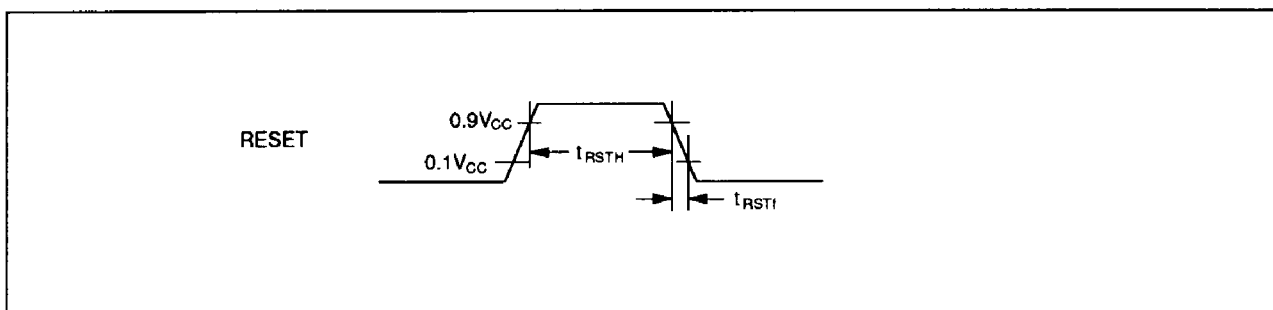 0.9VCC
RESET
tRSTH
0.1VCC
tRSTf